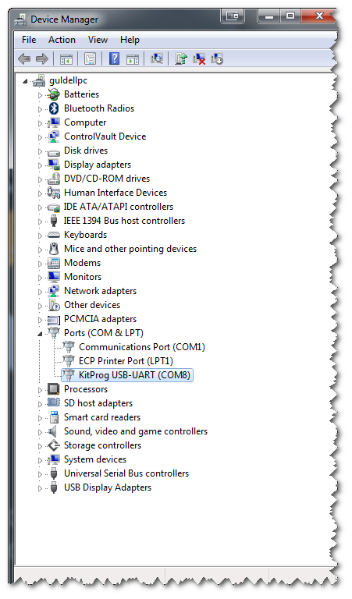 Device Manager
File Action View Help
guldellpc
Batteries
Bluetooth Radios
Computer
ControlVault Device
Disk drives
Display adapters
DVD/CD-ROM drives
Human Interface Devices
IDE ATA/ATAPI controllers
IEEE 1394 Bus host controllers
Keyboards
Mice and other pointing devices
Modems
Monitors
Network adapters
Other devices
PCMCIA adapters
Ports (COM & LPT)
Communications Port (COM1)
ECP Printer Port (LPT1)
KitProg USB-UART (COM8)
Processors
SD host adapters
Smart card readers
Sound, video and game controllers
Storage controllers
System devices
Universal Serial Bus controllers
USB Display Adapters